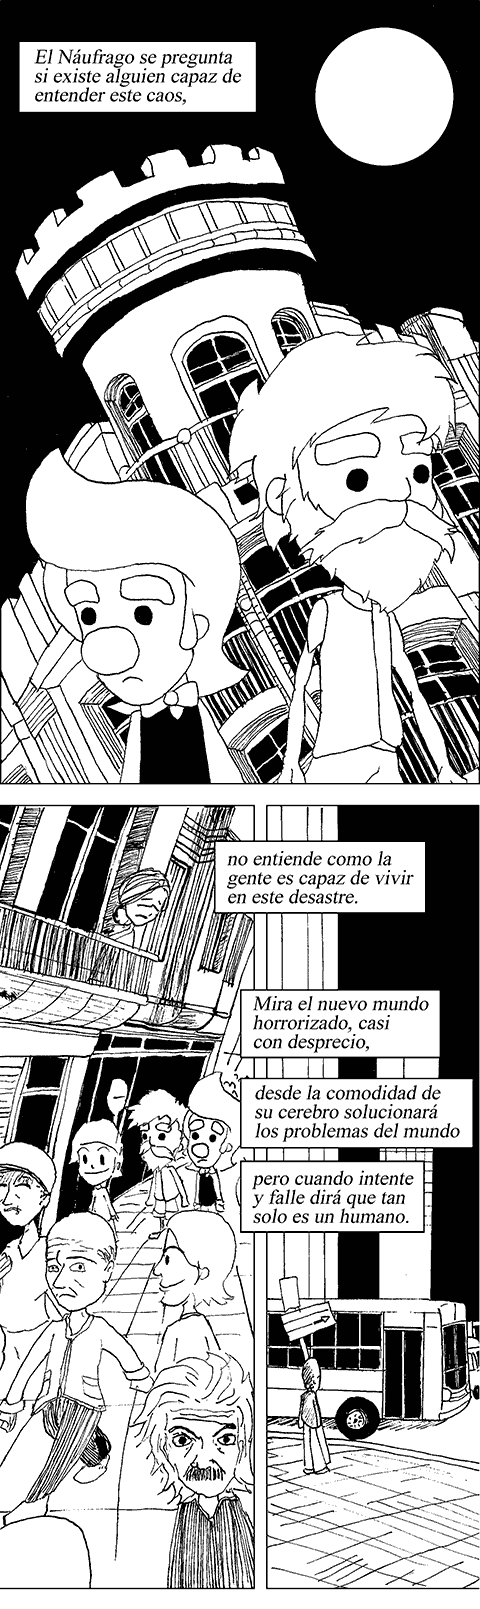 El Náufrago se pregunta
si existe alguien capaz de
entender este caos,
no entiende como la
gente es capaz de vivir
en este desastre.
Mira el nuevo mundo
horrorizado, casi
con desprecio,
desde la comodidad de
su cerebro solucionará
los problemas del mundo
pero cuando intente
y falle dirá que tan
solo es un humano.